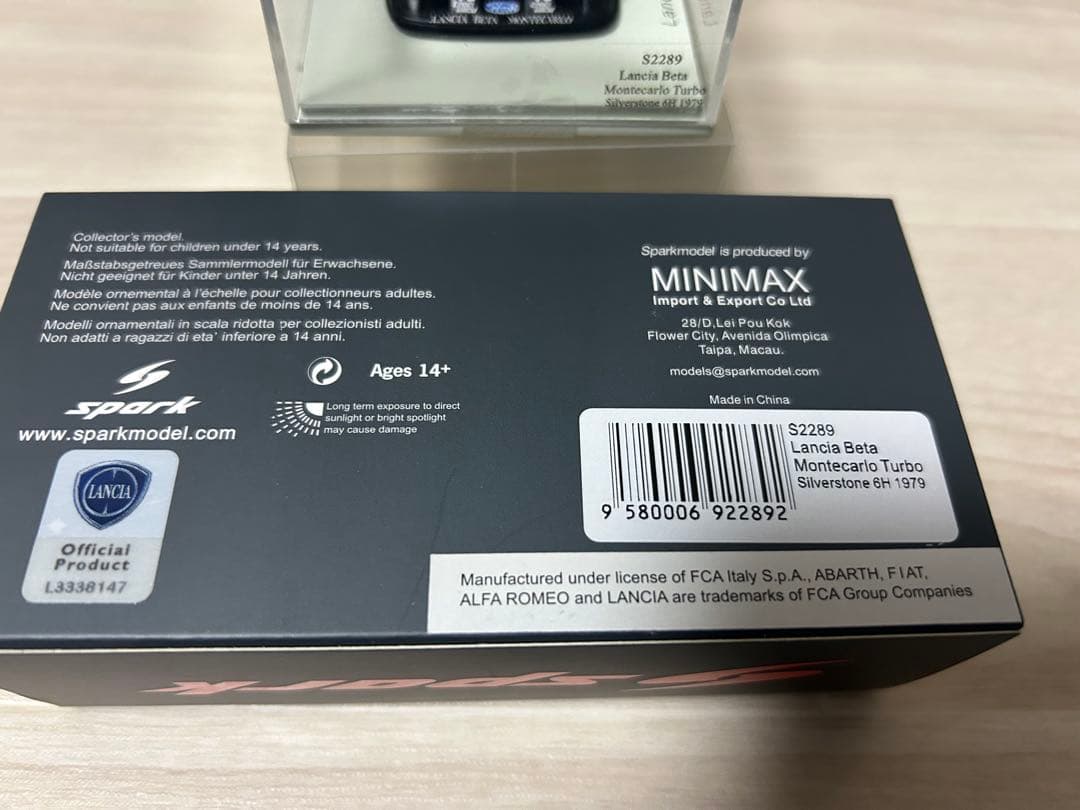 LANCIA BETA MONTECARLO
S2289
Lancia Beta
Montecarlo Turbo
Silverstone 6H 1979
Collector's model.
Not suitable for children under 14 years.
Maßstabsgetreues Sammlermodell für Erwachsene.
Nicht geeignet für Kinder unter 14 Jahren.
Modèle ornemental à l'échelle pour collectionneurs adultes.
Ne convient pas aux enfants de moins de 14 ans.
Modelli ornamentali in scala ridotta per collezionisti adulti.
Non adatti a ragazzi di eta' inferiore a 14 anni.
Ages 14+
spark
www.sparkmodel.com
Long term exposure to direct
sunlight or bright spotlight
may cause damage
LANCIA
Official
Product
L3338147
Sparkmodel is produced by
MINIMAX
Import & Export Co Ltd
28/D,Lei Pou Kok
Flower City, Avenida Olimpica
Taipa, Macau.
models@sparkmodel.com
Made in China
S2289
Lancia Beta
Montecarlo Turbo
Silverstone 6H 1979
9 580006 922892
Manufactured under license of FCA Italy S.p.A., ABARTH, FIAT,
ALFA ROMEO and LANCIA are trademarks of FCA Group Companies
spark